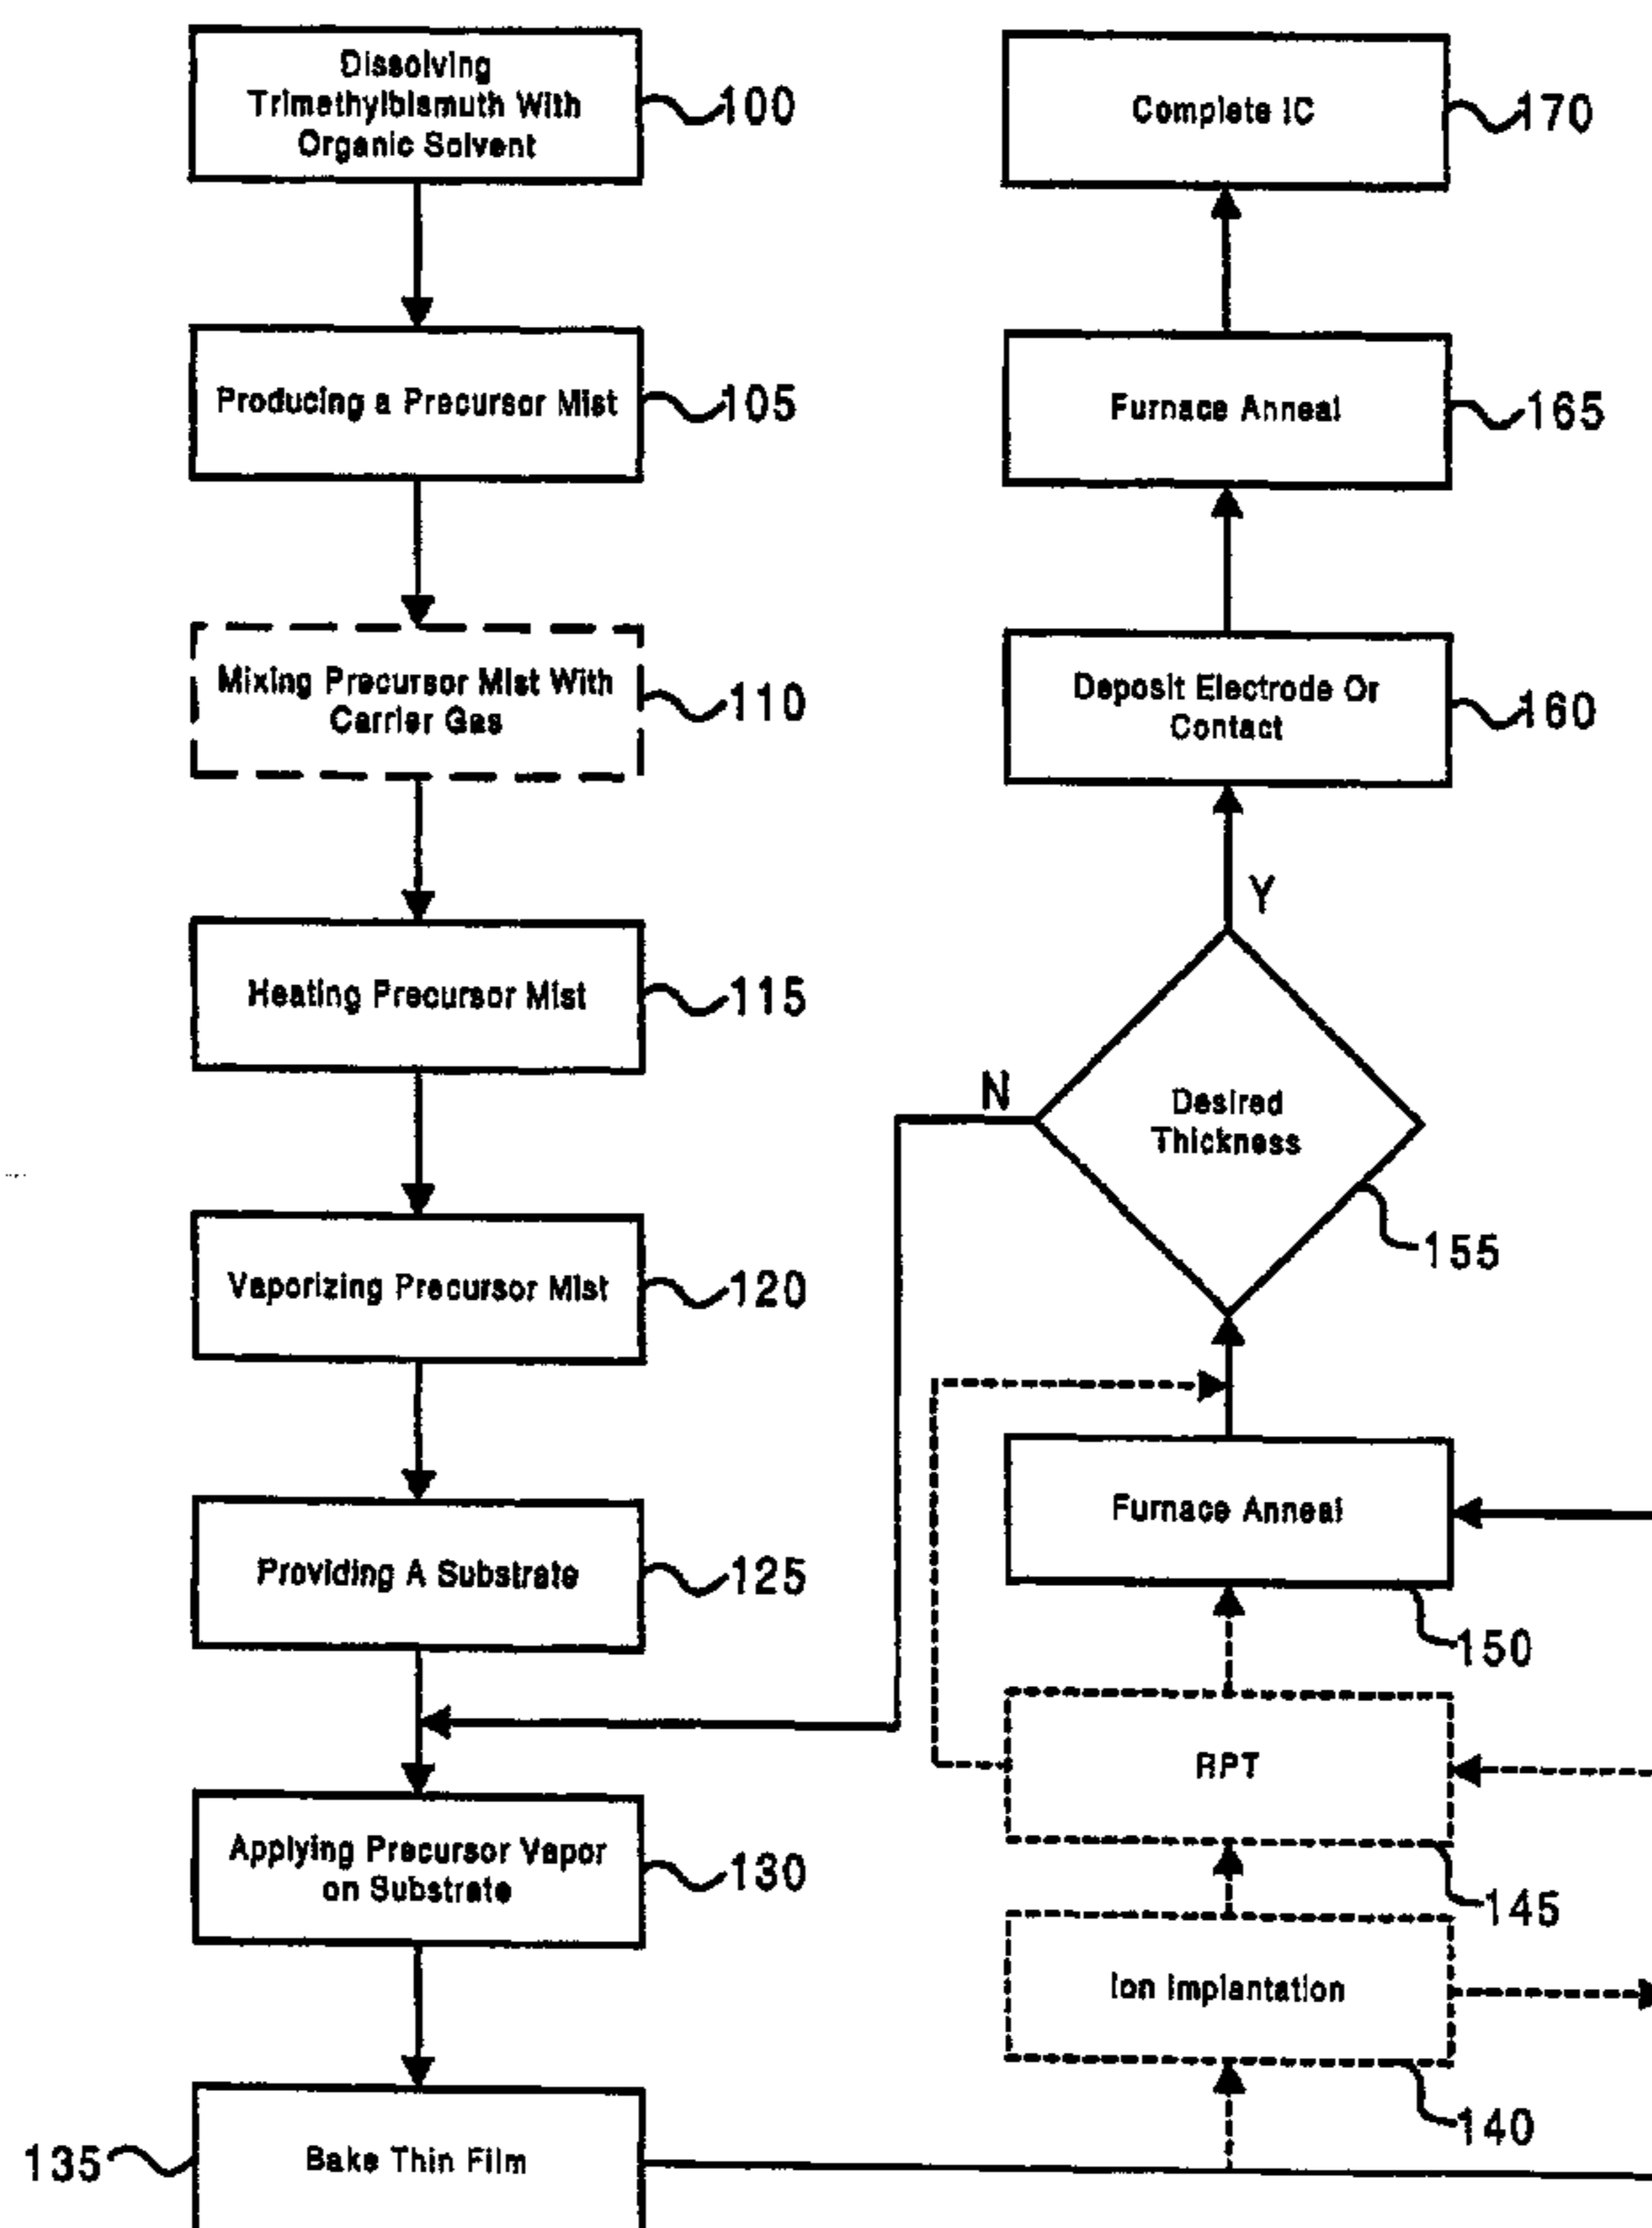 Dissolving
Trimethylbismuth With
Organic Solvent
100
Producing a Precursor Mist
105
Mixing Precursor Mist With
Carrier Gas
110
Heating Precursor Mist
115
Vaporizing Precursor Mist
120
Providing A Substrate
125
Applying Precursor Vapor
on Substrate
130
Bake Thin Film
135
Complete IC
170
Furnace Anneal
165
Deposit Electrode Or
Contact
160
Y
N
Desired
Thickness
155
Furnace Anneal
150
RPT
145
Ion Implantation
140